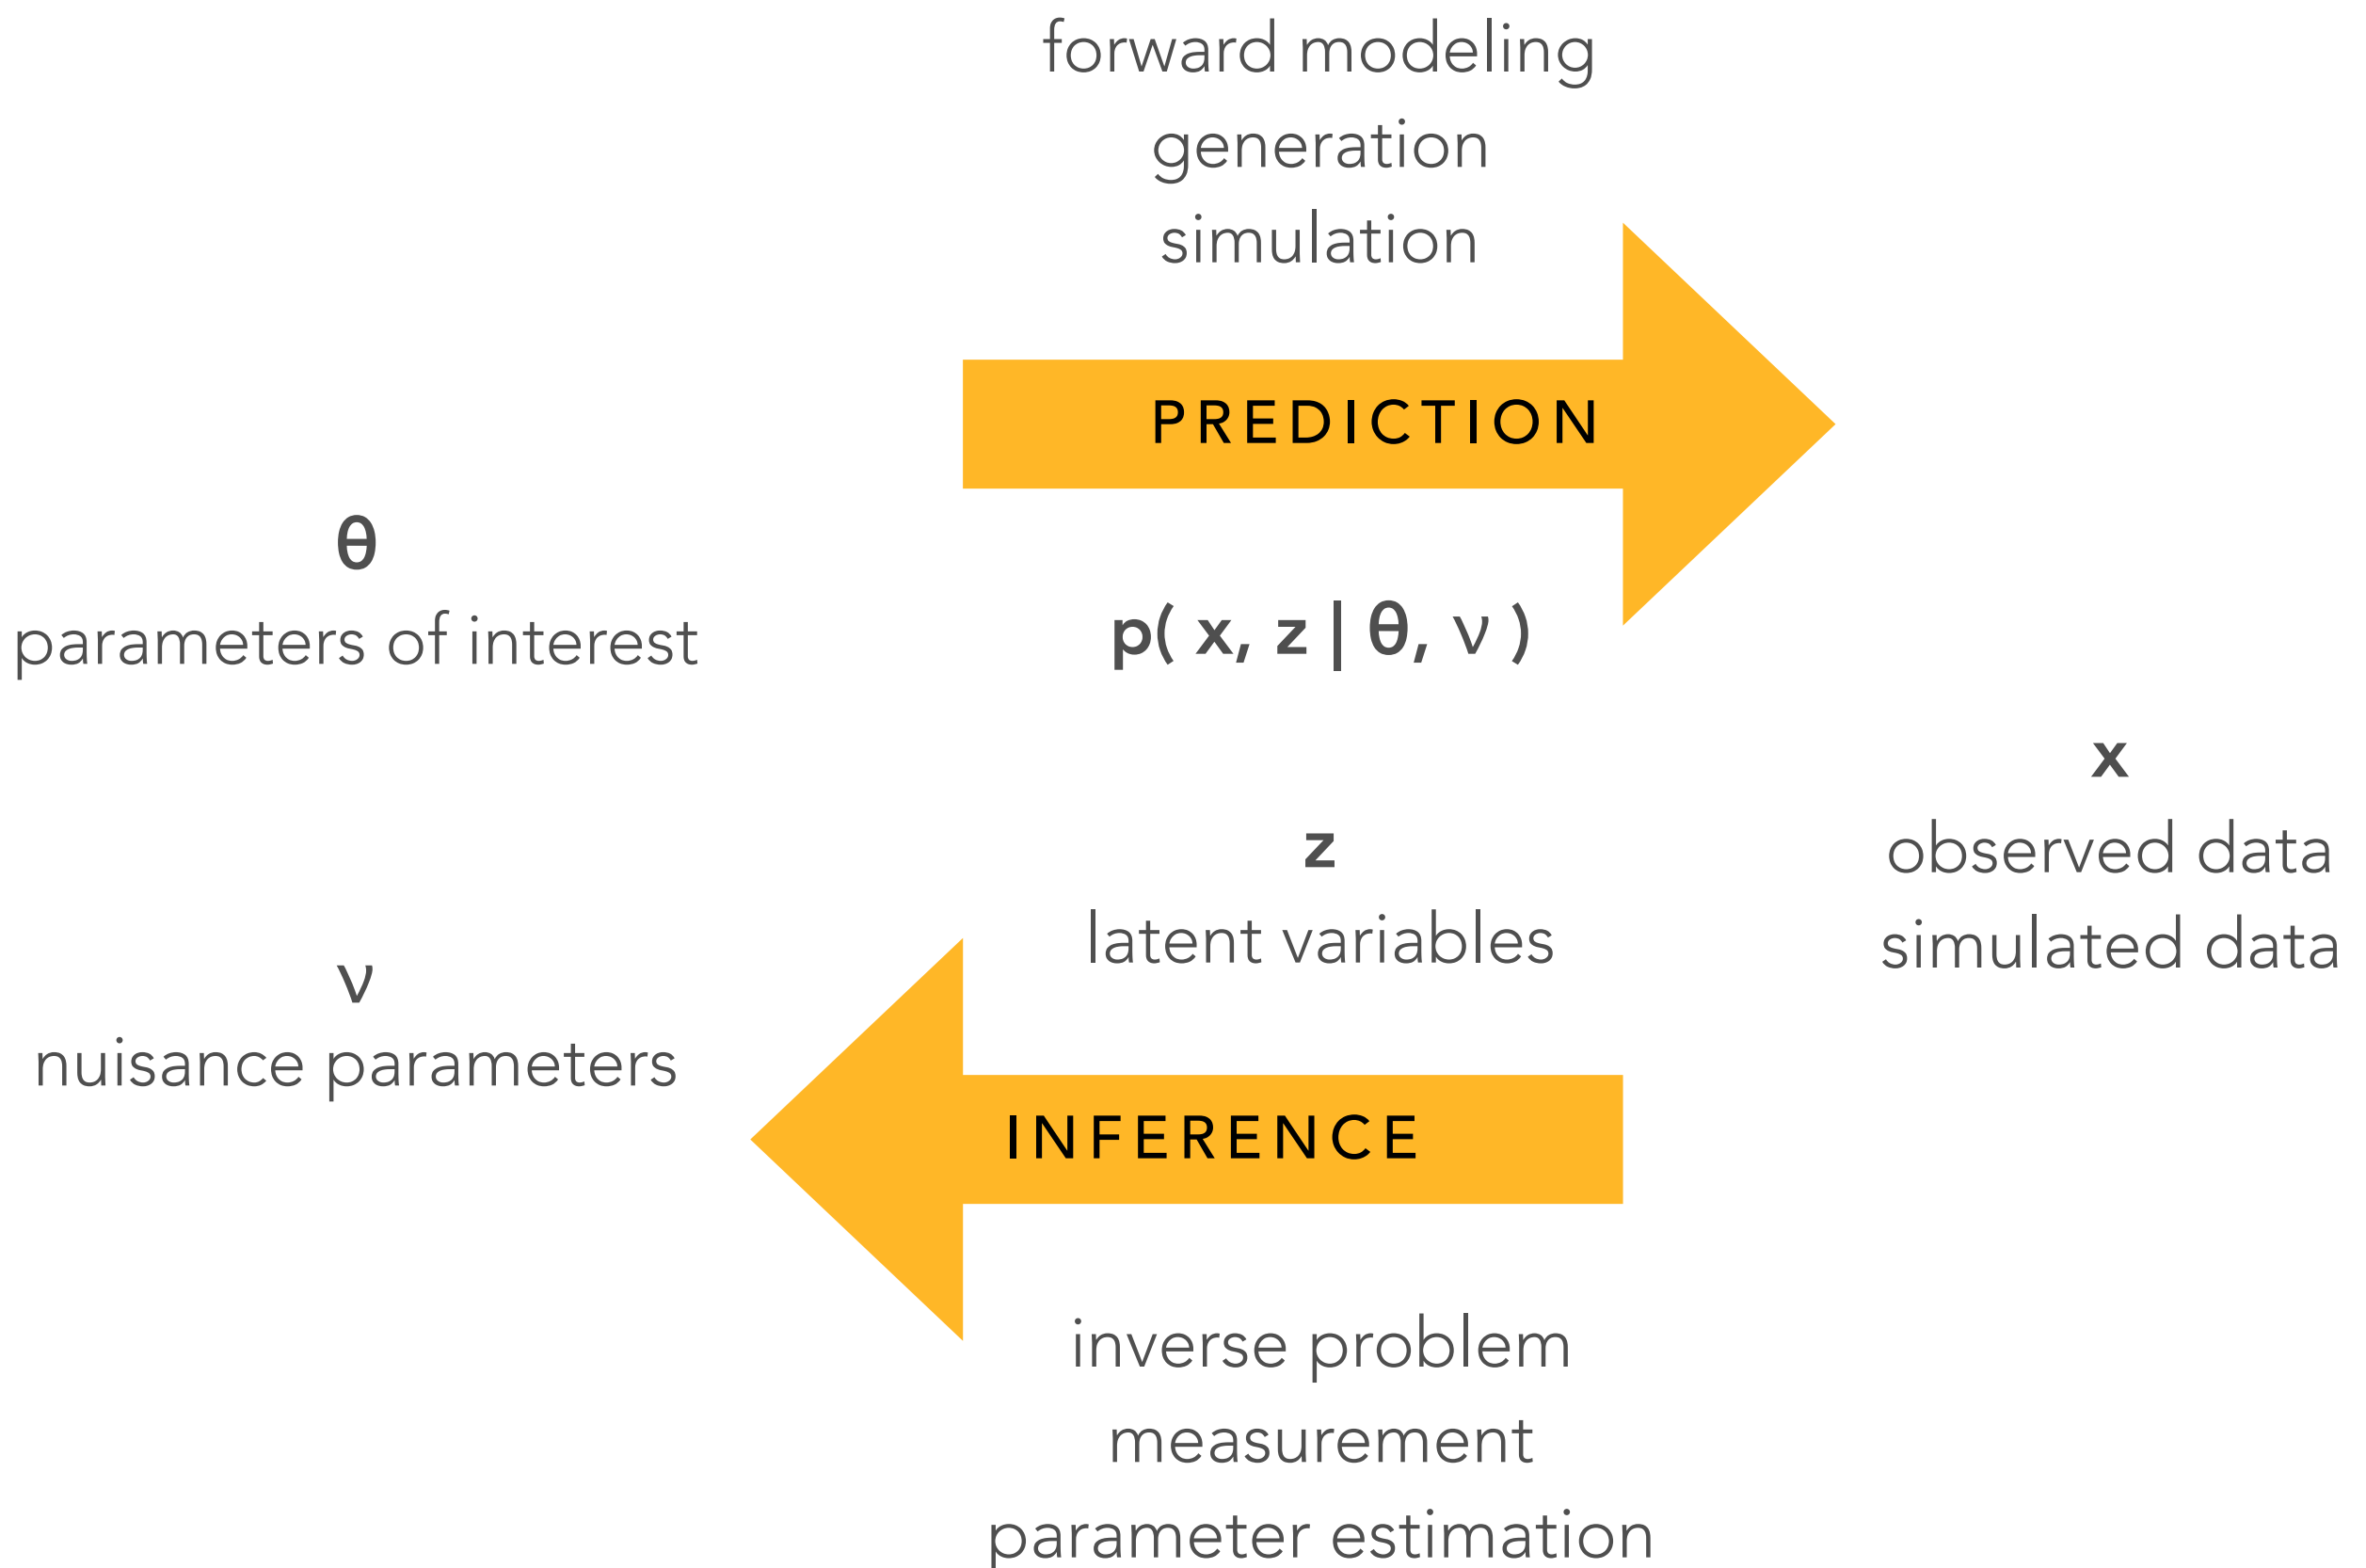 forward modeling
generation
simulation
PREDICTION
θ
parameters of interest
p( x, z | θ, ν )
x
observed data
simulated data
z
latent variables
ν
nuisance parameters
INFERENCE
inverse problem
measurement
parameter estimation